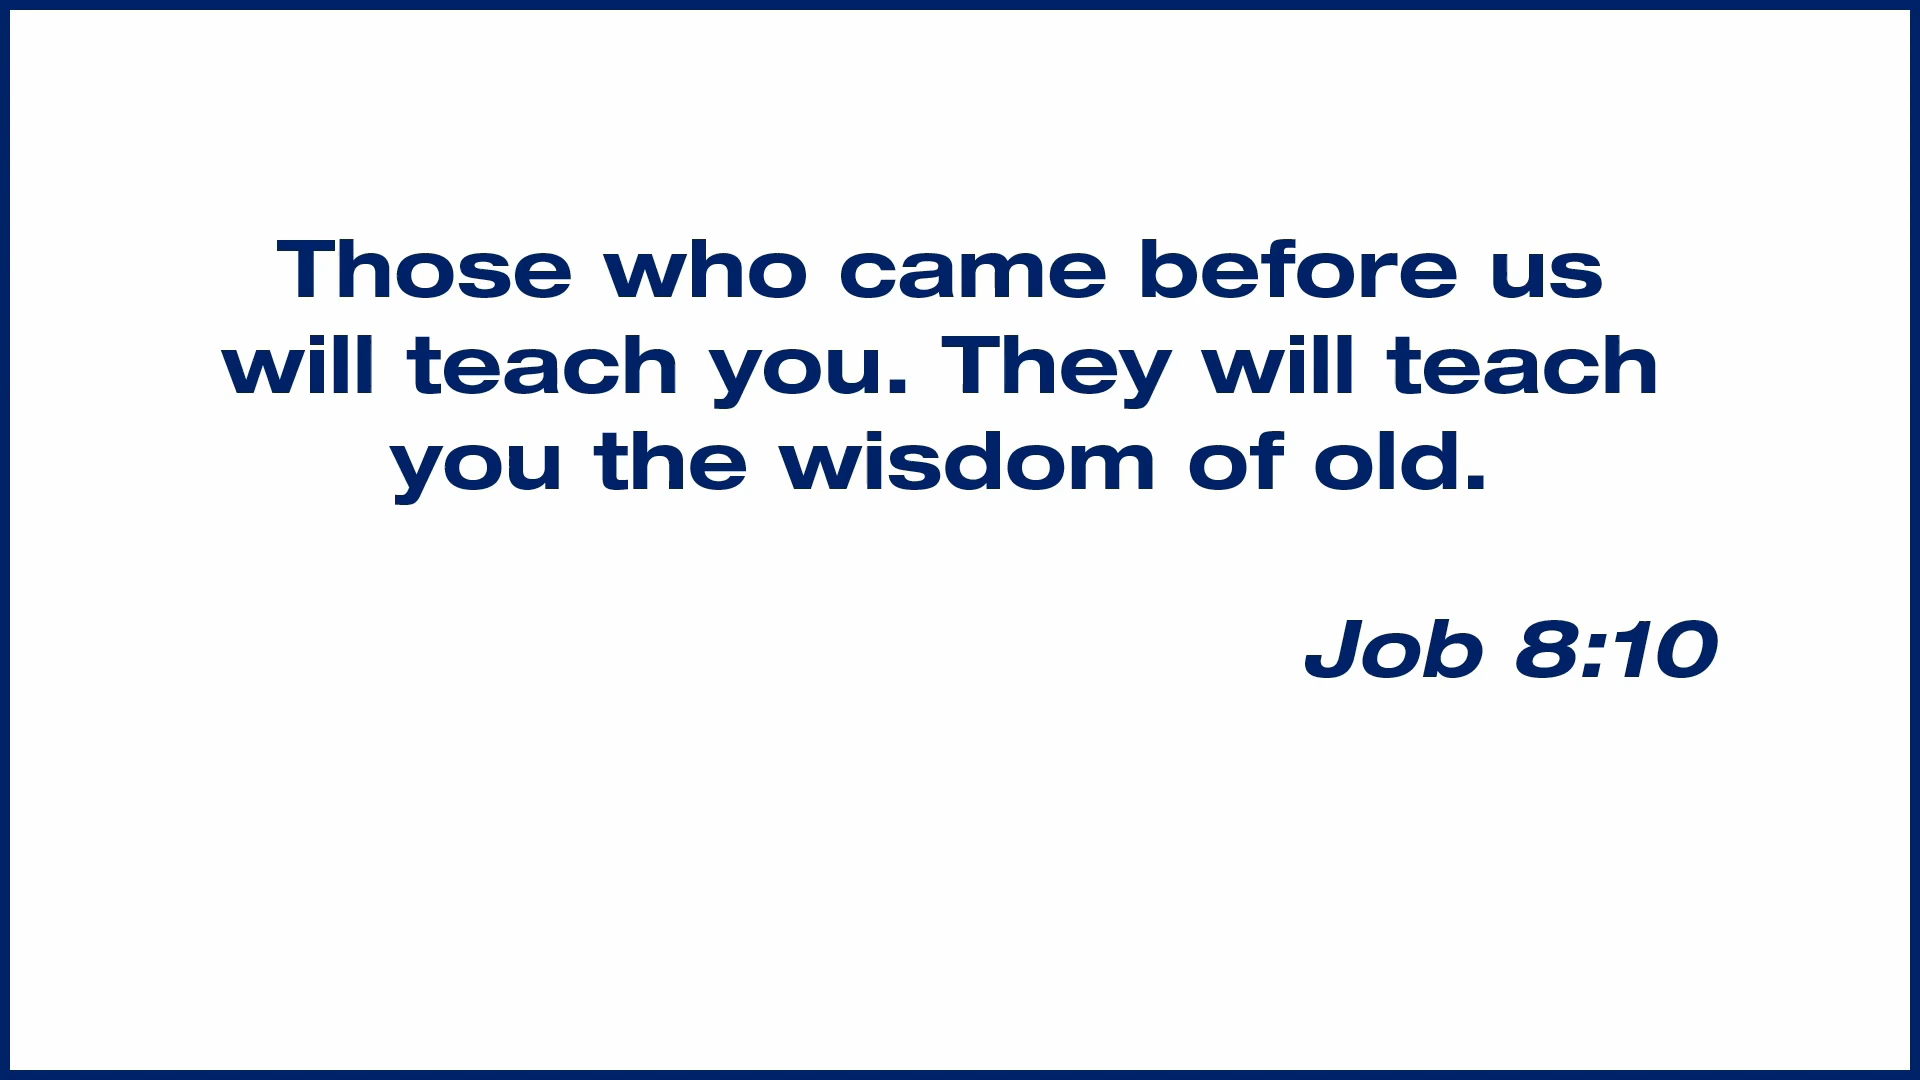 Those who came before us
will teach you. They will teach
you the wisdom of old.
Job 8:10